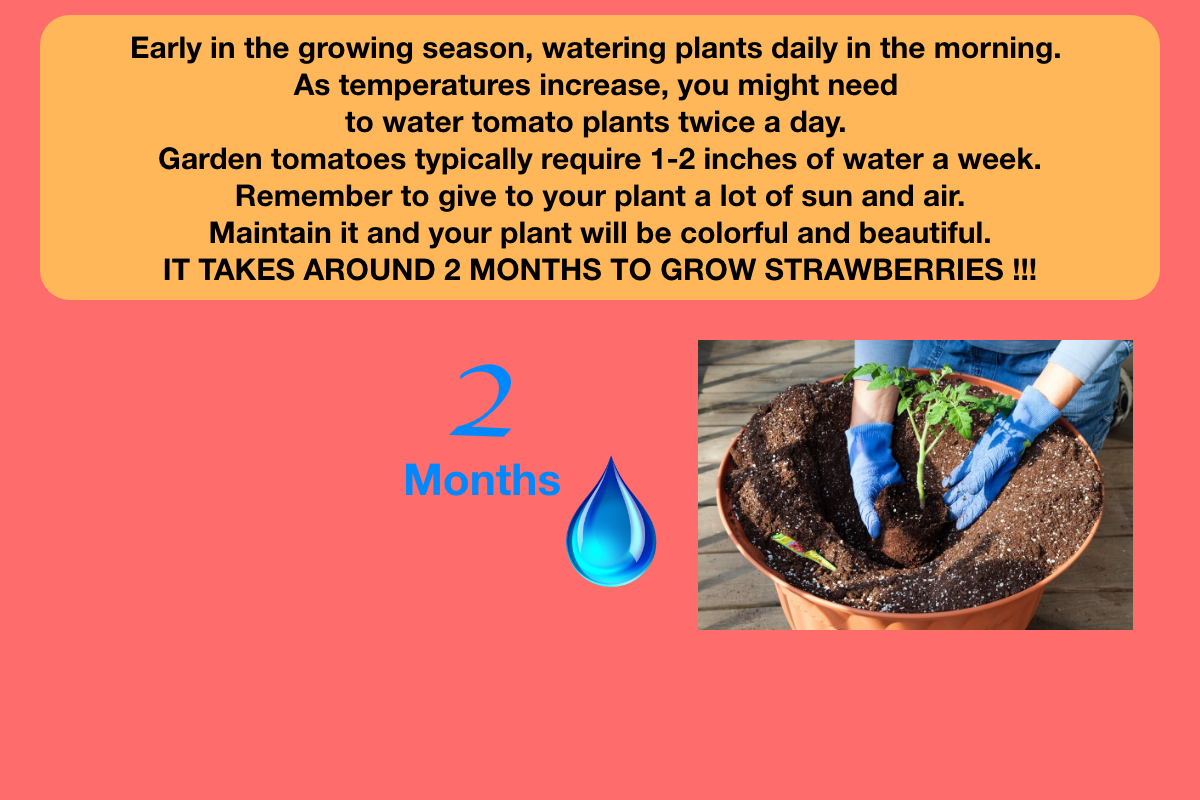 Early in the growing season, watering plants daily in the morning.
As temperatures increase, you might need
to water tomato plants twice a day.
Garden tomatoes typically require 1-2 inches of water a week.
Remember to give to your plant a lot of sun and air.
Maintain it and your plant will be colorful and beautiful.
IT TAKES AROUND 2 MONTHS TO GROW STRAWBERRIES !!!
2
Months